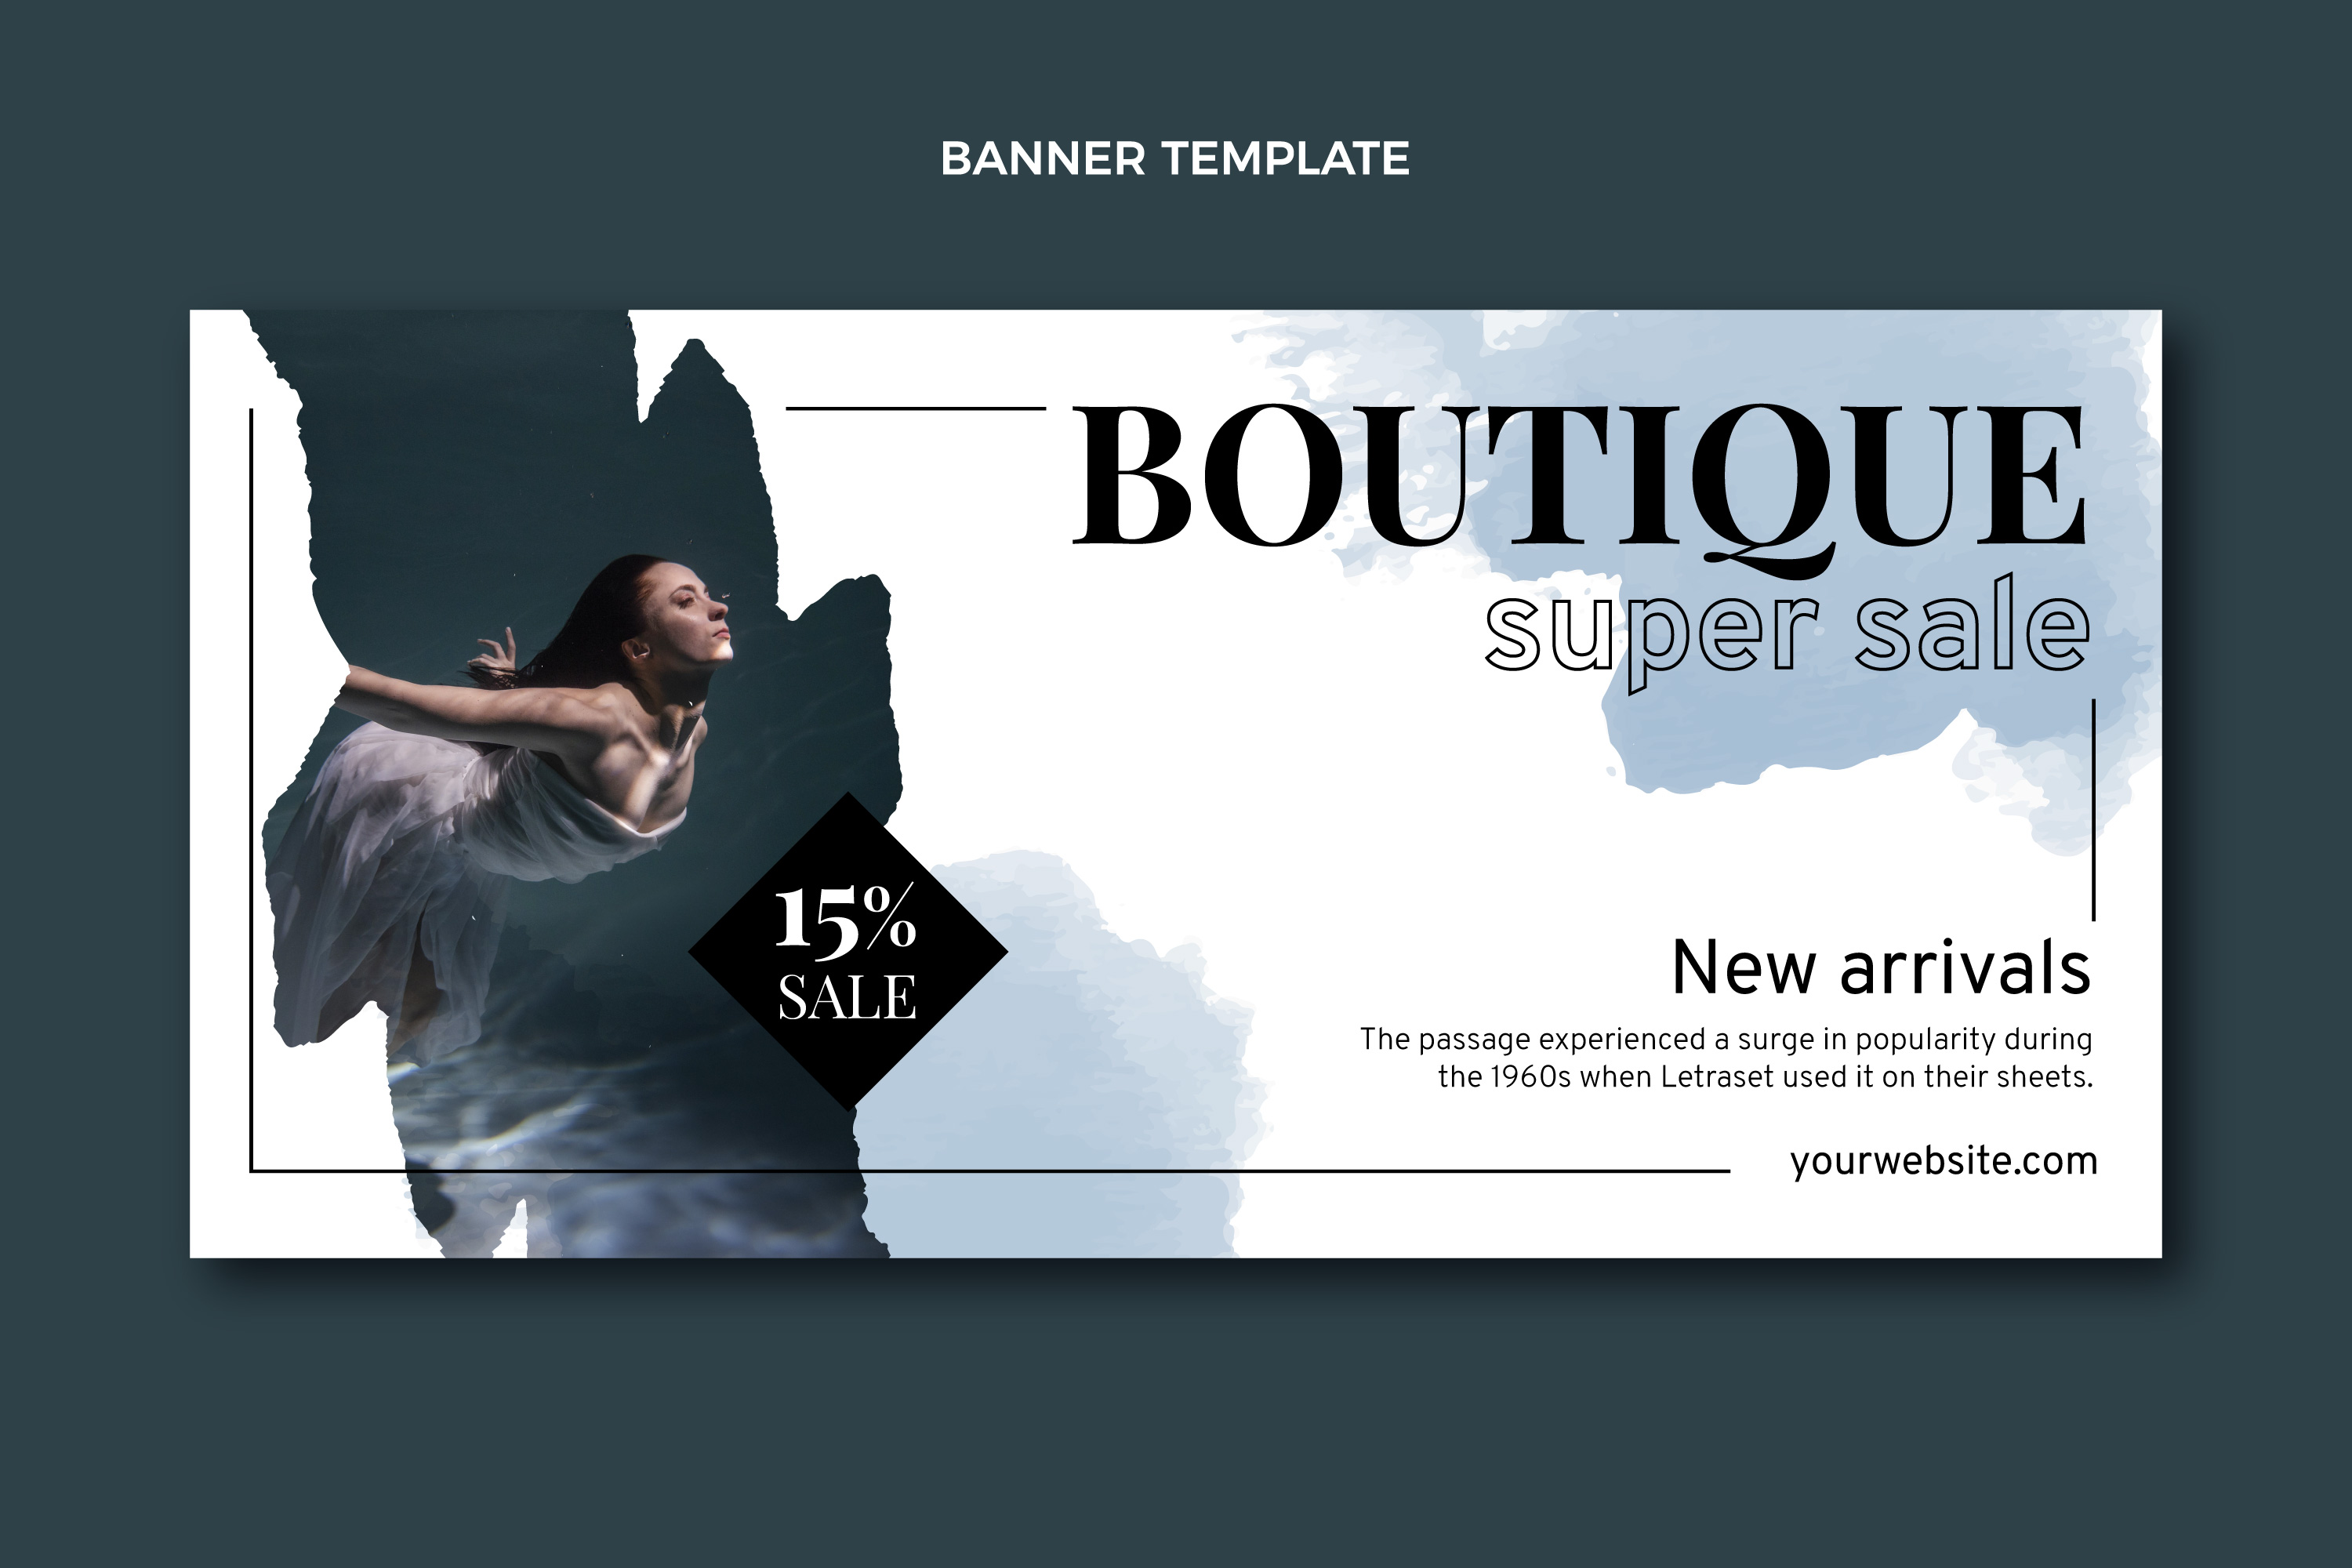 BANNER TEMPLATE
BOUTIQUE
super sale
15%
SALE
New arrivals
The passage experienced a surge in popularity during
the 1960s when Letraset used it on their sheets.
yourwebsite.com